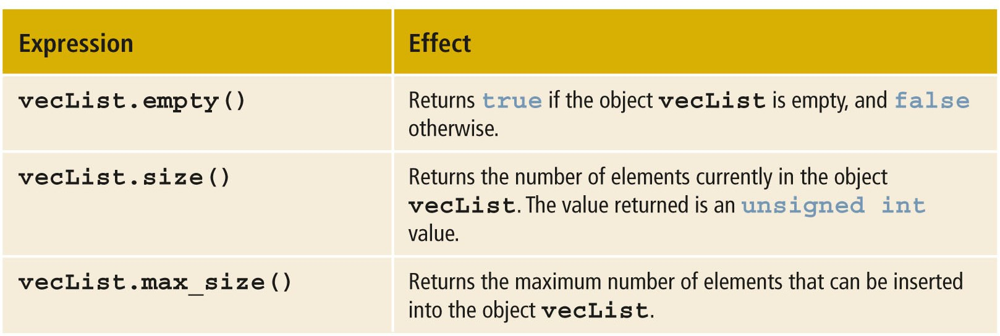 Expression
Effect
vecList.empty()
Returns true if the object vecList is empty, and false
otherwise.
vecList.size()
Returns the number of elements currently in the object
vecList. The value returned is an unsigned int
value.
vecList.max_size()
Returns the maximum number of elements that can be inserted
into the object vecList.